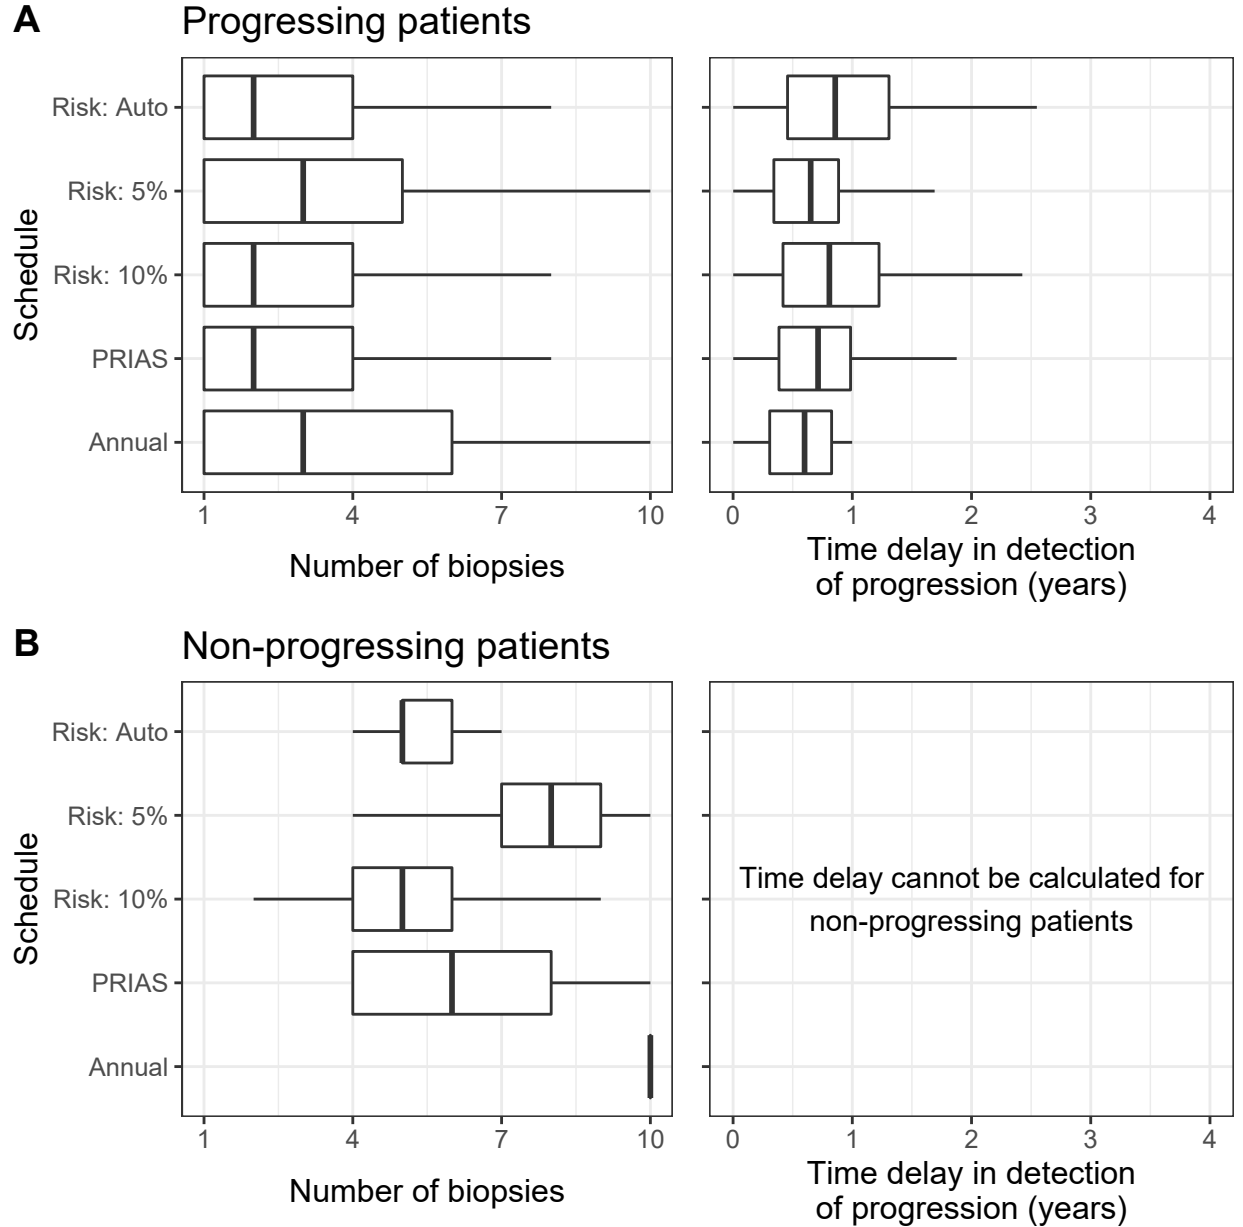 A
Progressing patients
Schedule
Risk: Auto
Risk: 5%
Risk: 10%
PRIAS
Annual
1 4 7 10
Number of biopsies
0 1 2 3 4
Time delay in detection
of progression (years)
B
Non-progressing patients
Schedule
Risk: Auto
Risk: 5%
Risk: 10%
PRIAS
Annual
1 4 7 10
Number of biopsies
Time delay cannot be calculated for
non-progressing patients
0 1 2 3 4
Time delay in detection
of progression (years)